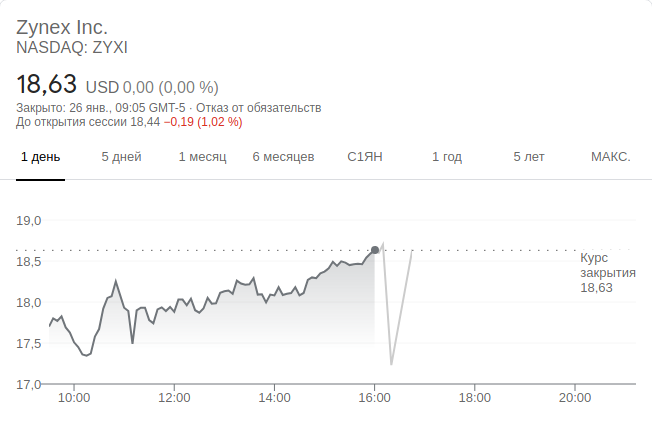 Zynex Inc.
NASDAQ: ZYXI
18,63 USD 0,00 (0,00 %)
Закрыто: 26 янв., 09:05 GMT-5 · Отказ от обязательств
До открытия сессии 18,44 −0,19 (1,02 %)
1 день 5 дней 1 месяц 6 месяцев С1ЯН 1 год 5 лет МАКС.
19,0
18,5
18,0
17,5
17,0
Курс
закрытия
18,63
10:00 12:00 14:00 16:00 18:00 20:00